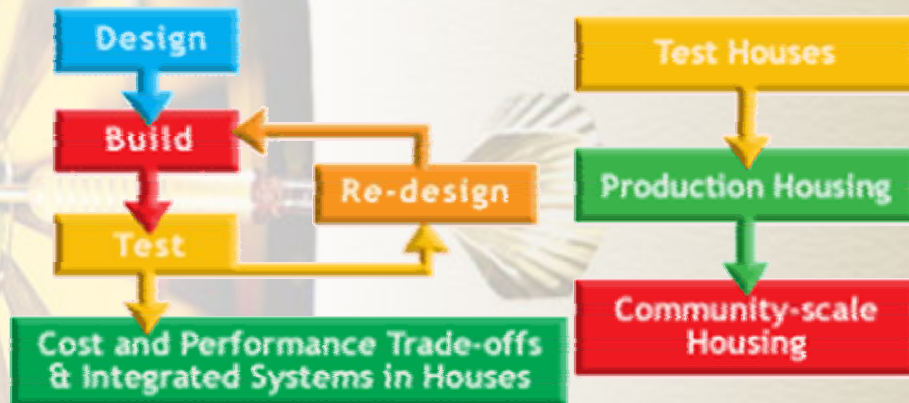 Design
Build
Re-design
Test
Cost and Performance Trade-offs
& Integrated Systems in Houses
Test Houses
Production Housing
Community-scale
Housing